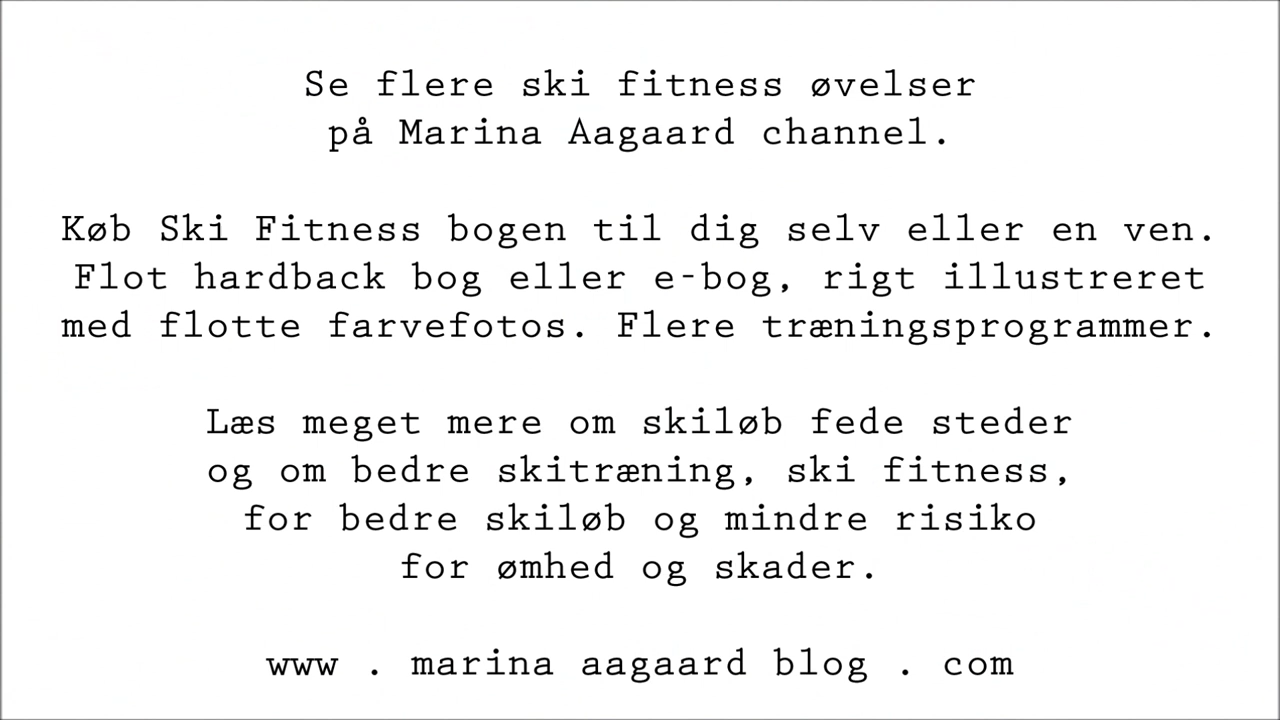 Se flere ski fitness øvelser
på Marina Aagaard channel.
Køb Ski Fitness bogen til dig selv eller en ven.
Flot hardback bog eller e-bog, rigt illustreret
med flotte farvefotos. Flere træningsprogrammer.
Læs meget mere om skiløb fede steder
og om bedre skitræning, ski fitness,
for bedre skiløb og mindre risiko
for ømhed og skader.
www . marina aagaard blog . com